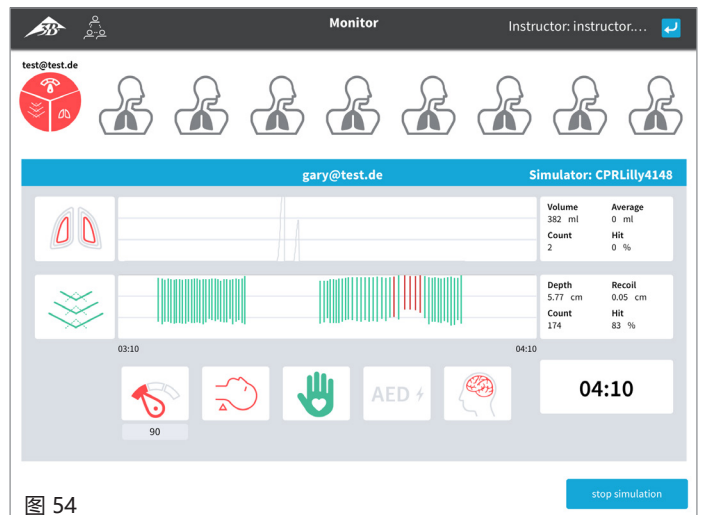 3B Monitor Instructor: instructor....
test@test.de
gary@test.de Simulator: CPRLilly4148
Volume Average
382 ml 0 ml
Count Hit
2 0 %
Depth Recoil
5.77 cm 0.05 cm
Count Hit
174 83 %
03:10 04:10
AED
04:10
90
stop simulation
图 54